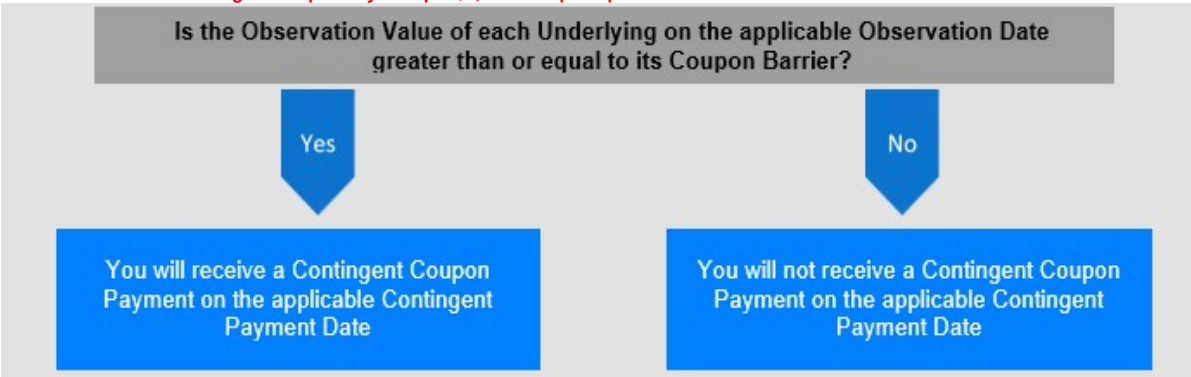 Is the Observation Value of each Underlying on the applicable Observation Date
greater than or equal to its Coupon Barrier?
Yes
No
You will receive a Contingent Coupon
Payment on the applicable Contingent
Payment Date
You will not receive a Contingent Coupon
Payment on the applicable Contingent
Payment Date